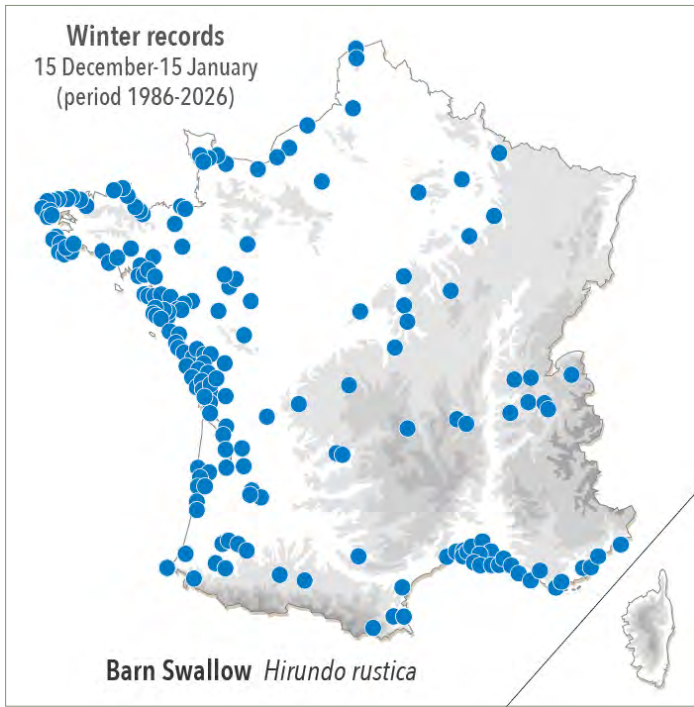 Winter records
15 December-15 January
(period 1986-2026)
Barn Swallow Hirundo rustica